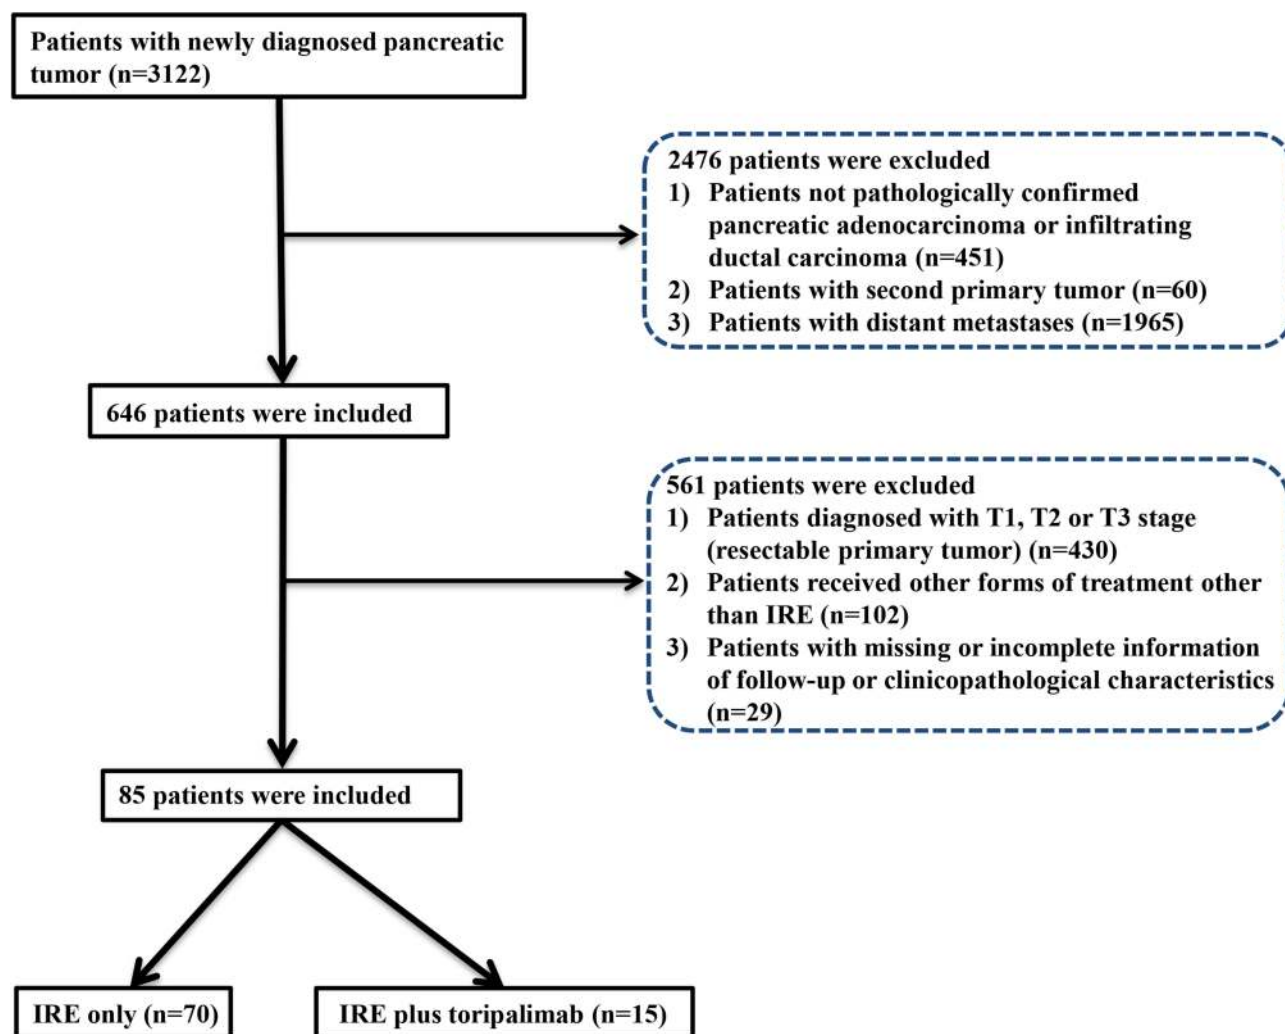 Patients with newly diagnosed pancreatic
tumor (n=3122)
2476 patients were excluded
1) Patients not pathologically confirmed
pancreatic adenocarcinoma or infiltrating
ductal carcinoma (n=451)
2) Patients with second primary tumor (n=60)
3) Patients with distant metastases (n=1965)
646 patients were included
561 patients were excluded
1) Patients diagnosed with T1, T2 or T3 stage
(resectable primary tumor) (n=430)
2) Patients received other forms of treatment other
than IRE (n=102)
3) Patients with missing or incomplete information
of follow-up or clinicopathological characteristics
(n=29)
85 patients were included
IRE only (n=70)
IRE plus toripalimab (n=15)